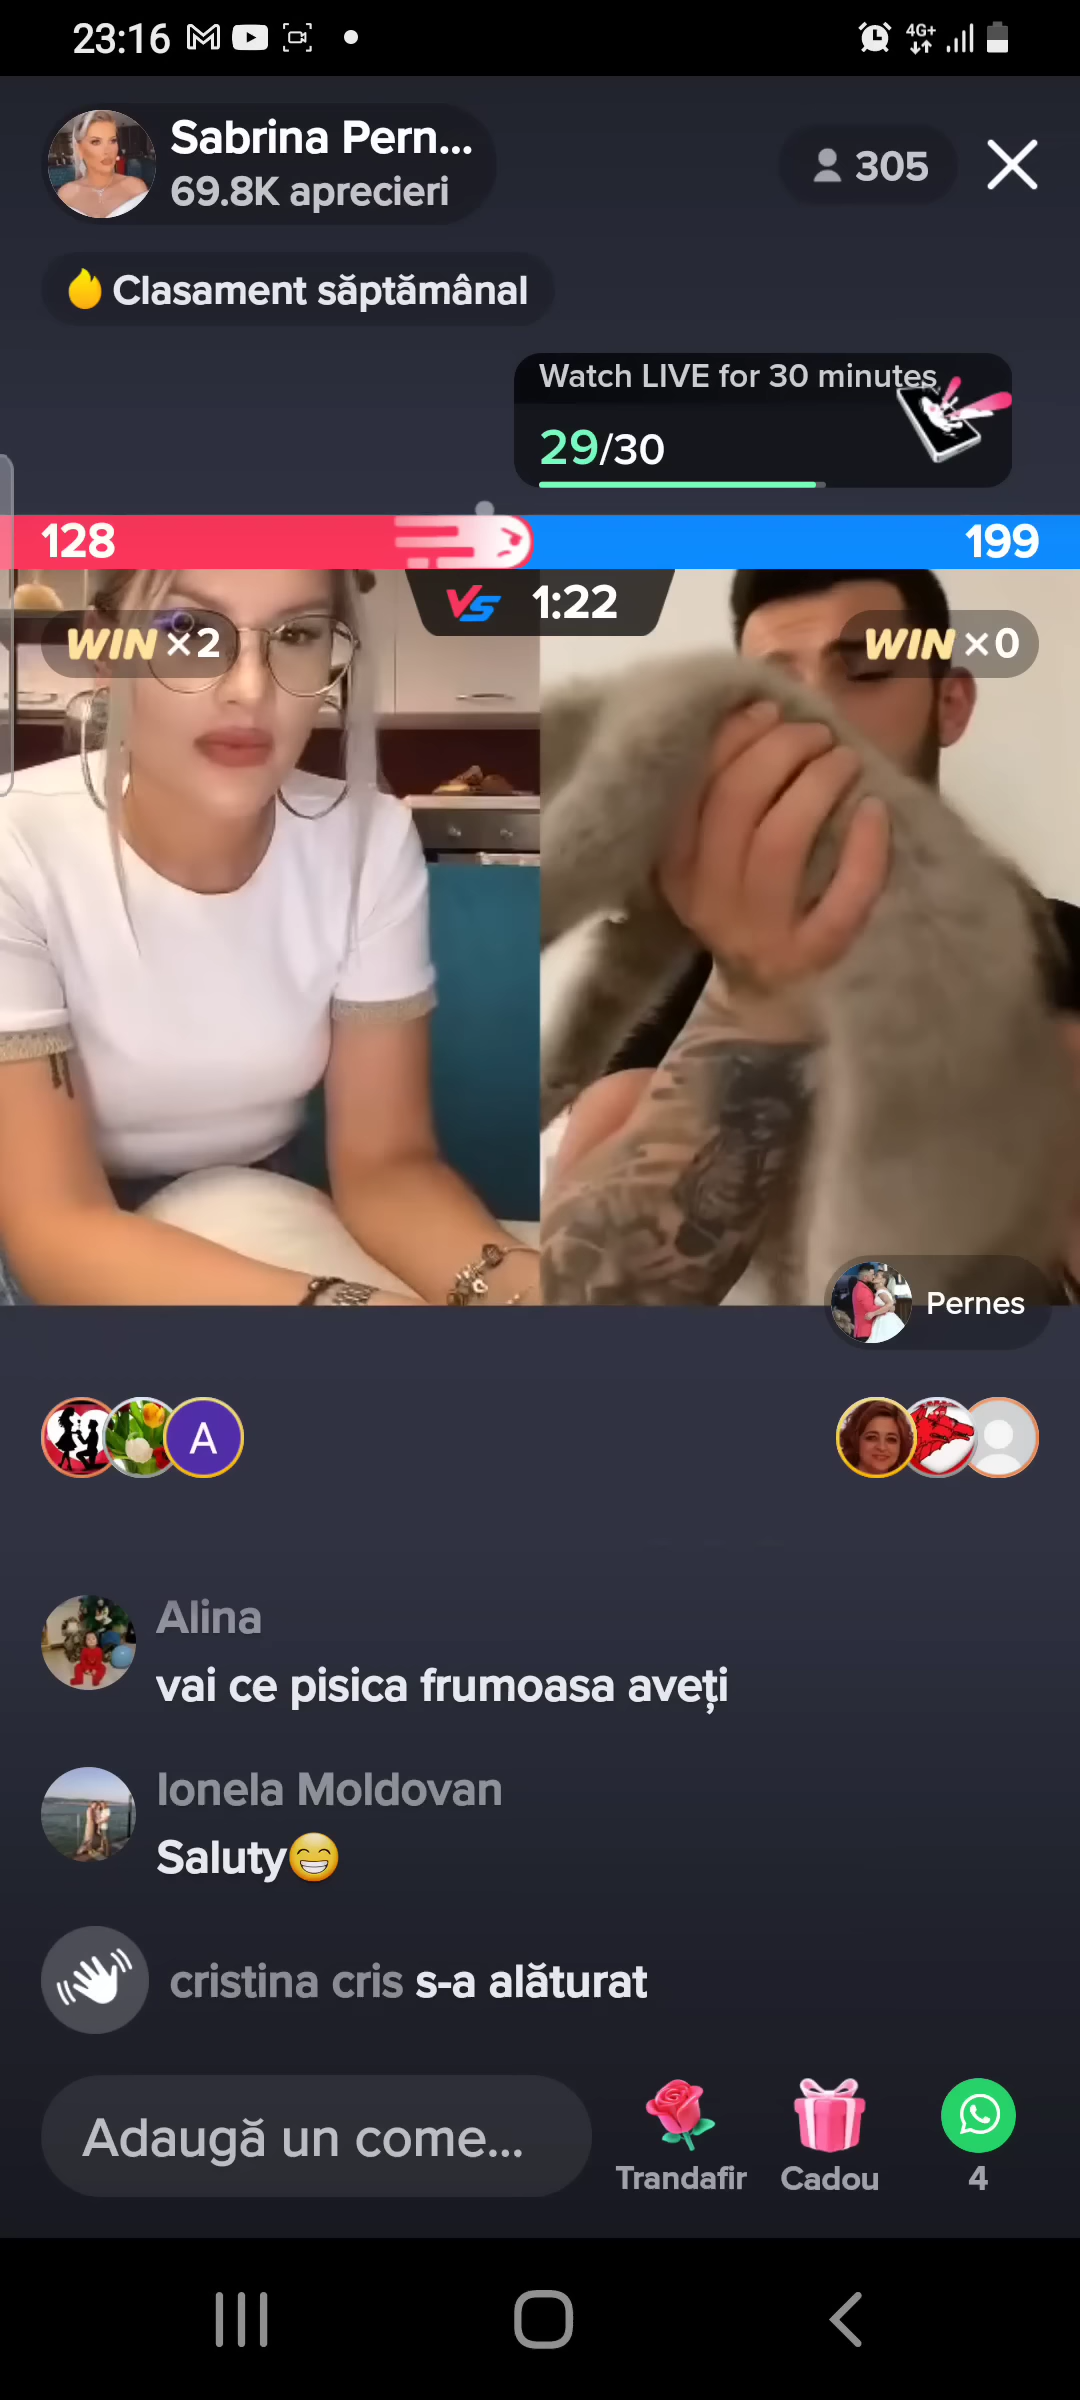 23:16
4G+
Sabrina Pern...
69.8K aprecieri
305
Clasament săptămânal
Watch LIVE for 30 minutes
29/30
128
199
VS 1:22
WIN ×2
WIN ×0
Pernes
A
Alina
vai ce pisica frumoasa aveți
Ionela Moldovan
Saluty😁
cristina cris s-a alăturat
Adaugă un come...
Trandafir
Cadou
4